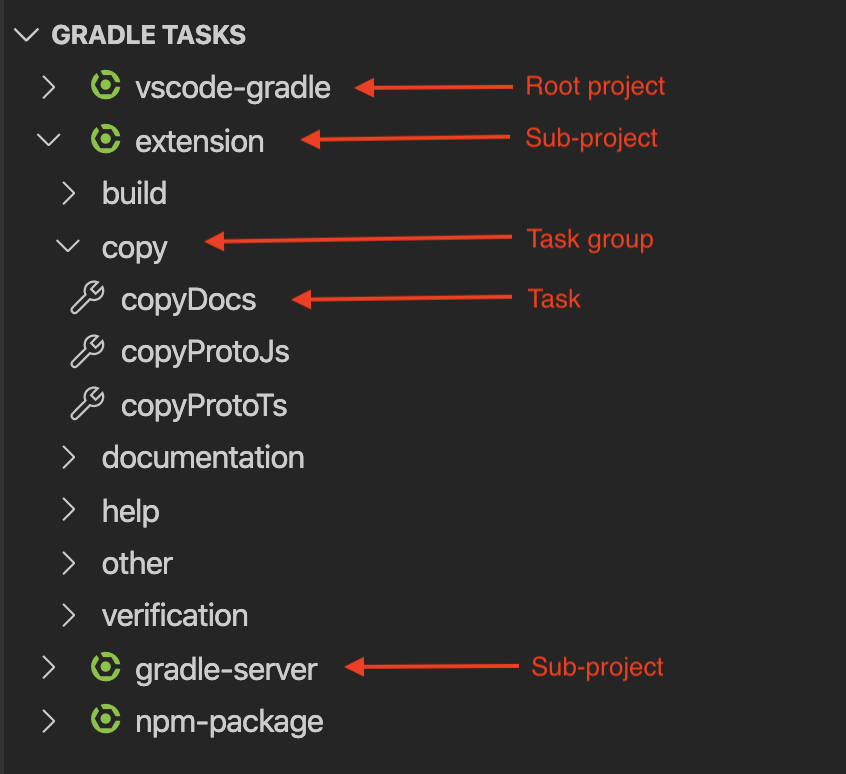 GRADLE TASKS
vscode-gradle Root project
extension Sub-project
build
copy Task group
copyDocs Task
copyProtoJs
copyProtoTs
documentation
help
other
verification
gradle-server Sub-project
npm-package